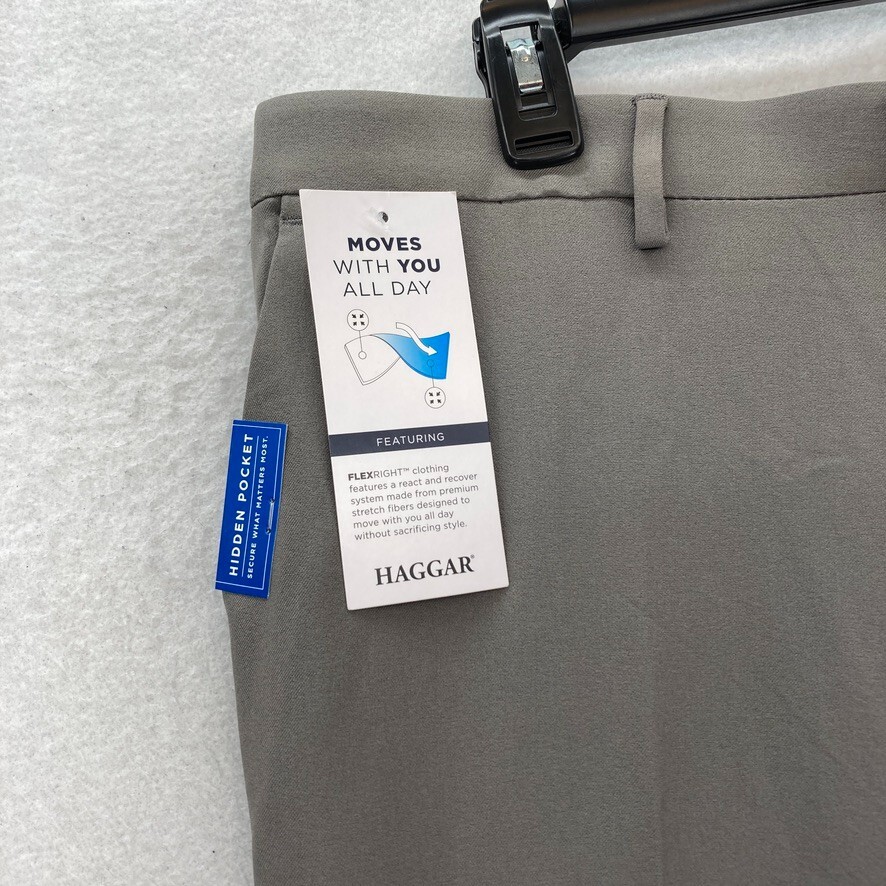 MOVES
WITH YOU
ALL DAY
FEATURING
FLEXRIGHT™ clothing
features a react and recover
system made from premium
stretch fibers designed to
move with you all day
without sacrificing style.
HAGGAR®
HIDDEN POCKET
SECURE WHAT MATTERS MOST.